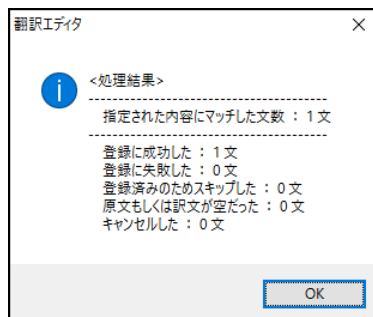 翻訳エディタ
<処理結果>
----------------------------------------
指定された内容にマッチした文数 : 1文
----------------------------------------
登録に成功した : 1文
登録に失敗した : 0文
登録済みのためスキップした : 0文
原文もしくは訳文が空だった : 0文
キャンセルした : 0文
OK